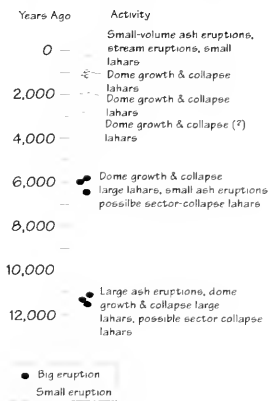 Years Ago Activity
Small-volume ash eruptions,
stream eruptions, small
lahars
0
Dome growth & collapse
lahars
2,000
Dome growth & collapse
lahars
Dome growth & collapse (?)
lahars
4,000
6,000
Dome growth & collapse
large lahars, small ash eruptions
possilbe sector-collapse lahars
8,000
10,000
Large ash eruptions, dome
growth & collapse large
lahars, possible sector collapse
lahars
12,000
Big eruption
Small eruption